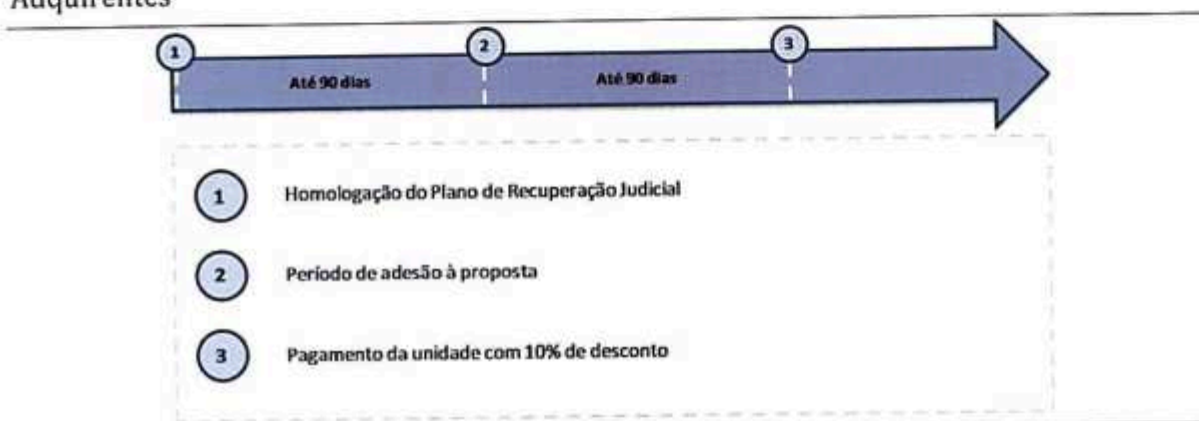 Adquirentes
1 2 3
Até 90 dias Até 90 dias
1 Homologação do Plano de Recuperação Judicial
2 Período de adesão à proposta
3 Pagamento da unidade com 10% de desconto